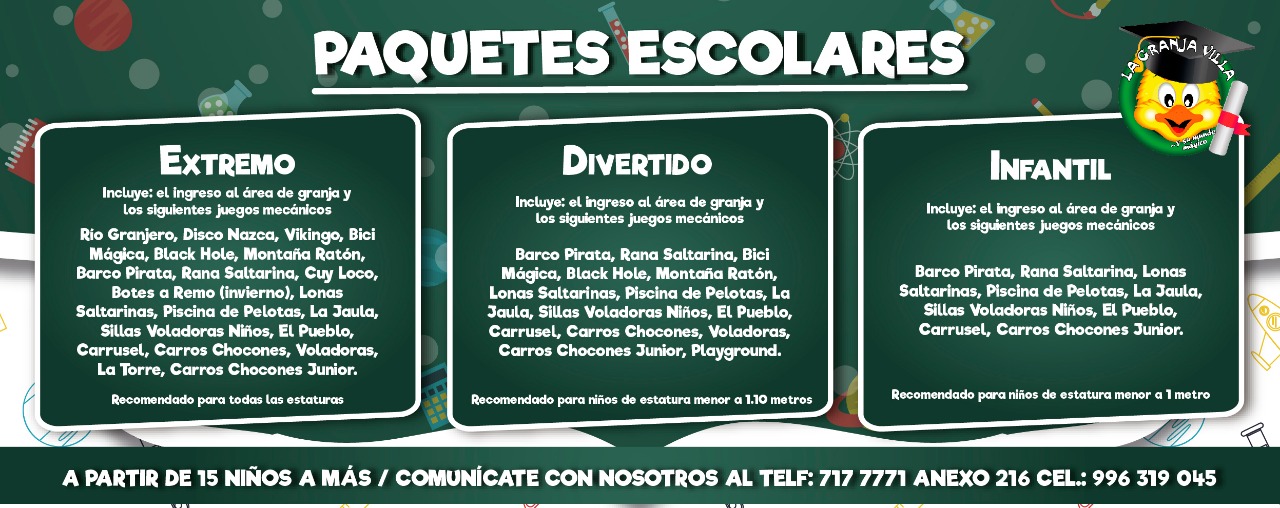 PAQUETES ESCOLARES
LA GRANJA VILLA
y su mundo
mágico
EXTREMO
Incluye: el ingreso al área de granja y
los siguientes juegos mecánicos
Río Granjero, Disco Nazca, Vikingo, Bici
Mágica, Black Hole, Montaña Ratón,
Barco Pirata, Rana Saltarina, Cuy Loco,
Botes a Remo (invierno), Lonas
Saltarinas, Piscina de Pelotas, La Jaula,
Sillas Voladoras Niños, El Pueblo,
Carrusel, Carros Chocones, Voladoras,
La Torre, Carros Chocones Junior.
Recomendado para todas las estaturas
DIVERTIDO
Incluye: el ingreso al área de granja y
los siguientes juegos mecánicos
Barco Pirata, Rana Saltarina, Bici
Mágica, Black Hole, Montaña Ratón,
Lonas Saltarinas, Piscina de Pelotas, La
Jaula, Sillas Voladoras Niños, El Pueblo,
Carrusel, Carros Chocones, Voladoras,
Carros Chocones Junior, Playground.
Recomendado para niños de estatura menor a 1.10 metros
INFANTIL
Incluye: el ingreso al área de granja y
los siguientes juegos mecánicos
Barco Pirata, Rana Saltarina, Lonas
Saltarinas, Piscina de Pelotas, La Jaula,
Sillas Voladoras Niños, El Pueblo,
Carrusel, Carros Chocones Junior.
Recomendado para niños de estatura menor a 1 metro
A PARTIR DE 15 NIÑOS A MÁS / COMUNÍCATE CON NOSOTROS AL TELF: 717 7771 ANEXO 216 CEL.: 996 319 045